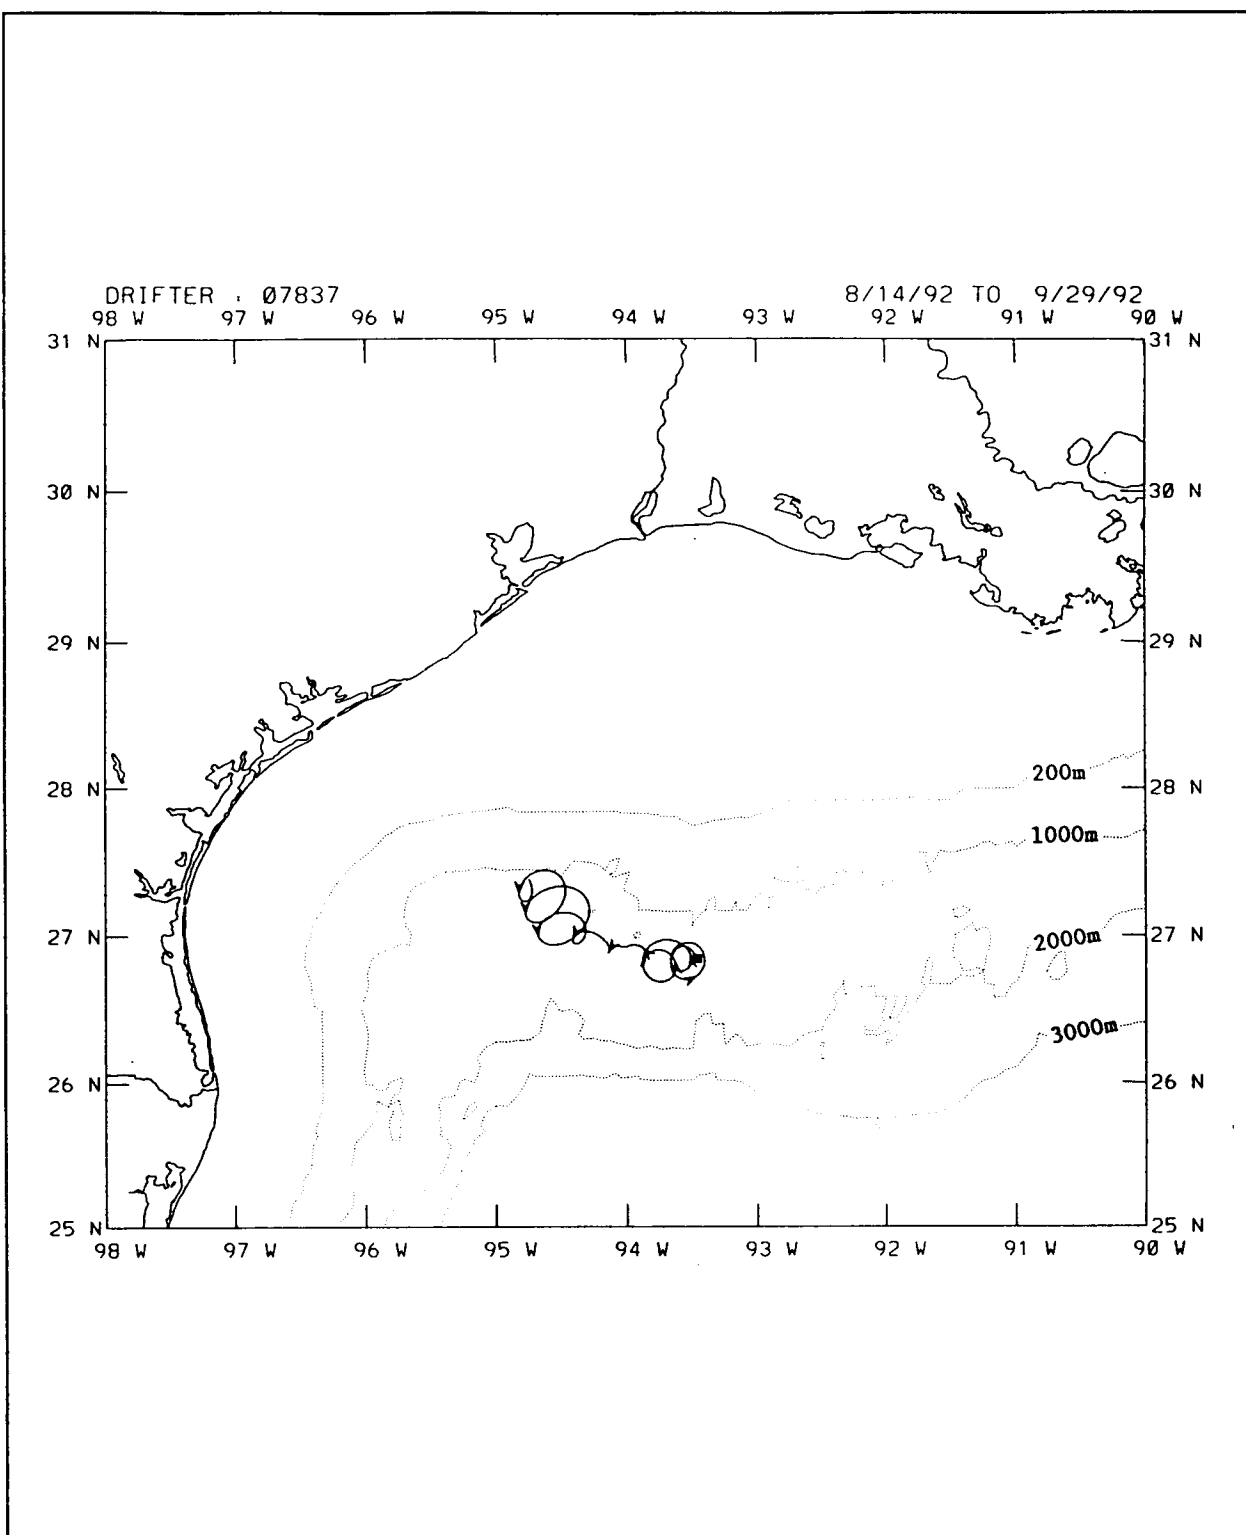 DRIFTER : 07837 8/14/92 TO 9/29/92
98 W 97 W 96 W 95 W 94 W 93 W 92 W 91 W 90 W
31 N 31 N
30 N 30 N
29 N 29 N
200m
28 N 28 N
1000m
27 N 27 N
2000m
3000m
26 N 26 N
25 N 25 N
98 W 97 W 96 W 95 W 94 W 93 W 92 W 91 W 90 W